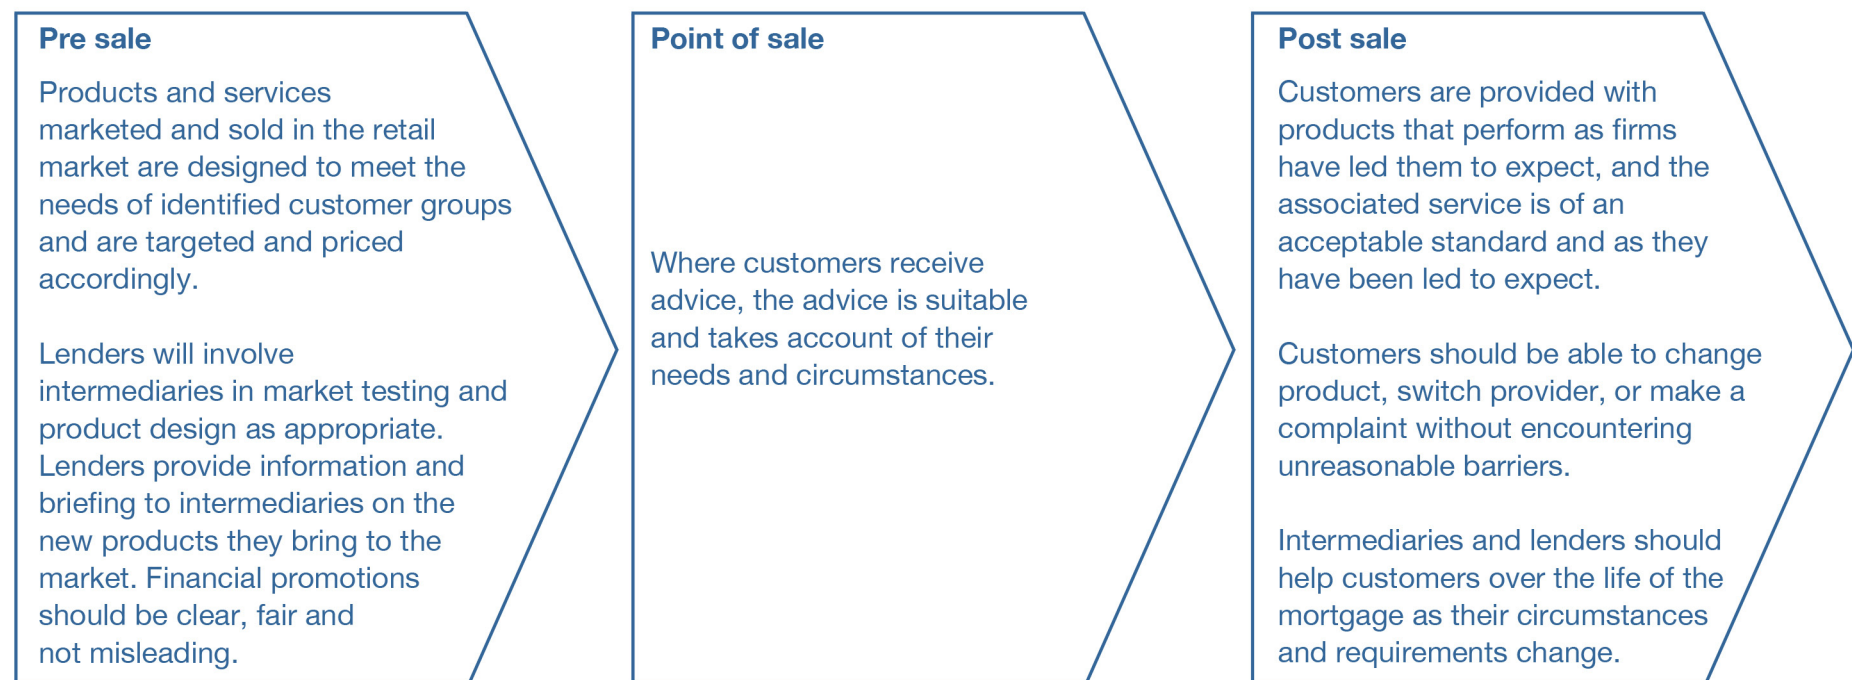 Pre sale
Products and services
marketed and sold in the retail
market are designed to meet the
needs of identified customer groups
and are targeted and priced
accordingly.
Lenders will involve
intermediaries in market testing and
product design as appropriate.
Lenders provide information and
briefing to intermediaries on the
new products they bring to the
market. Financial promotions
should be clear, fair and
not misleading.
Point of sale
Where customers receive
advice, the advice is suitable
and takes account of their
needs and circumstances.
Post sale
Customers are provided with
products that perform as firms
have led them to expect, and the
associated service is of an
acceptable standard and as they
have been led to expect.
Customers should be able to change
product, switch provider, or make a
complaint without encountering
unreasonable barriers.
Intermediaries and lenders should
help customers over the life of the
mortgage as their circumstances
and requirements change.